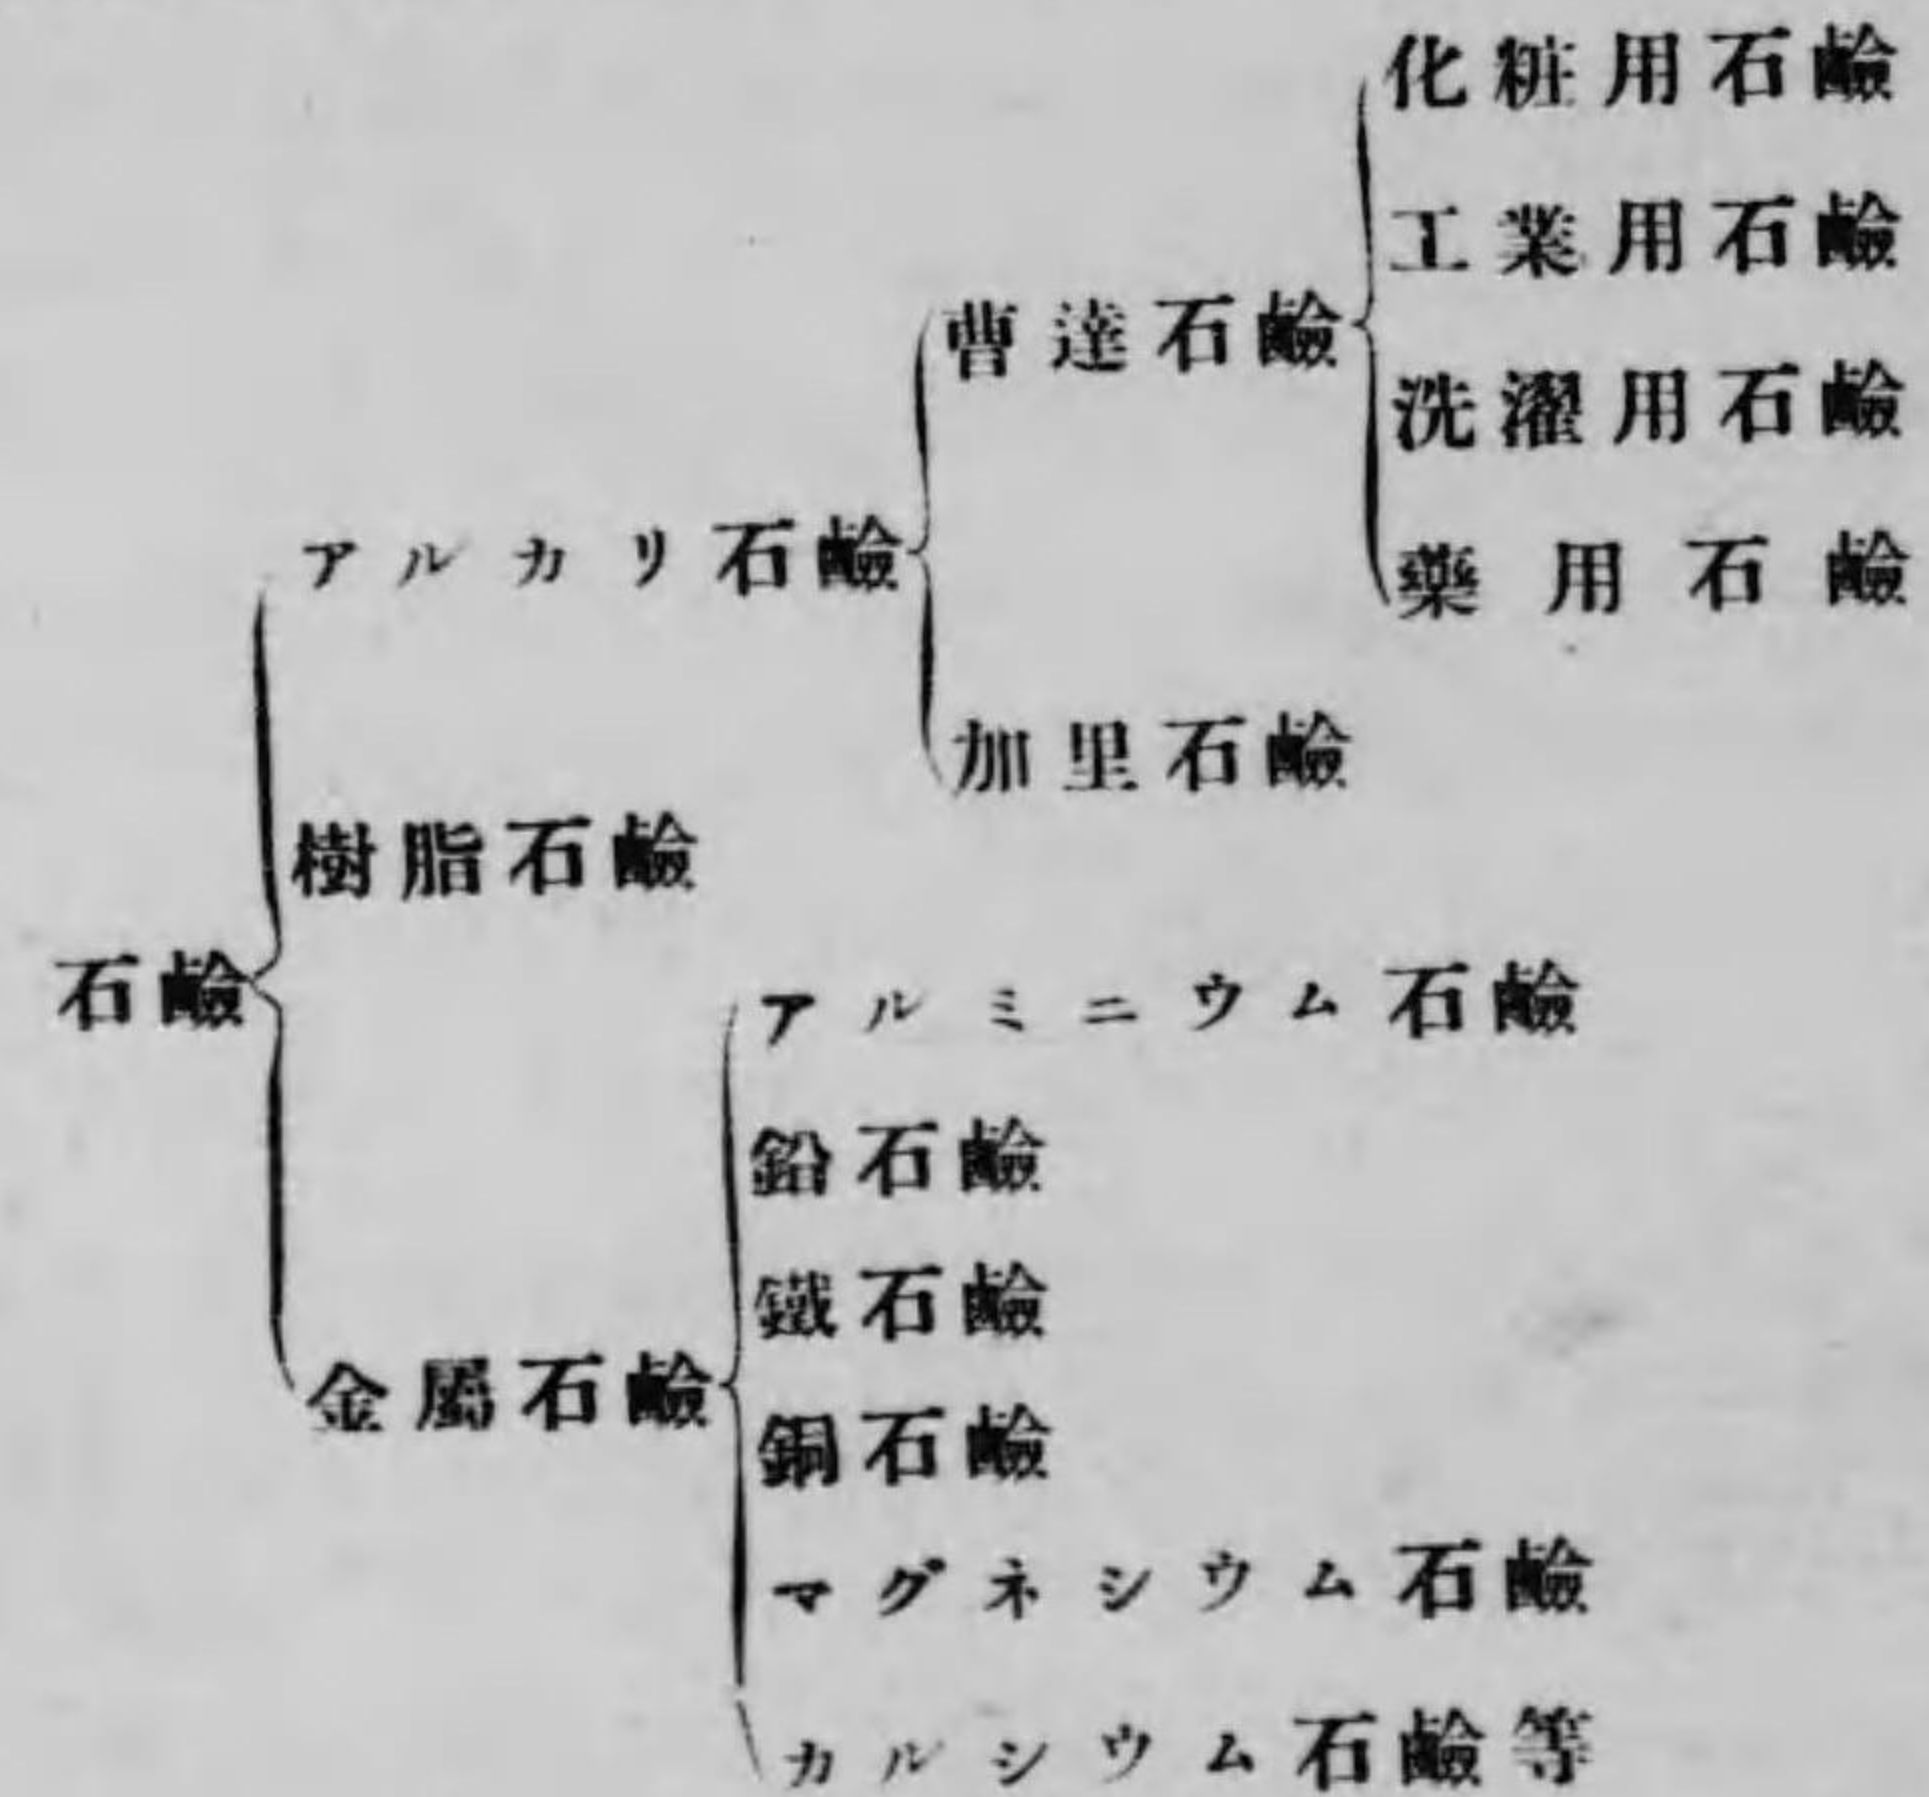 化粧用石鹼
工業用石鹼
曹達石鹼
洗濯用石鹼
アルカリ石鹼
藥用石鹼
加里石鹼
樹脂石鹼
石鹼
アルミニウム石鹼
鉛石鹼
鐵石鹼
金屬石鹼
銅石鹼
マグネシウム石鹼
カルシウム石鹼等